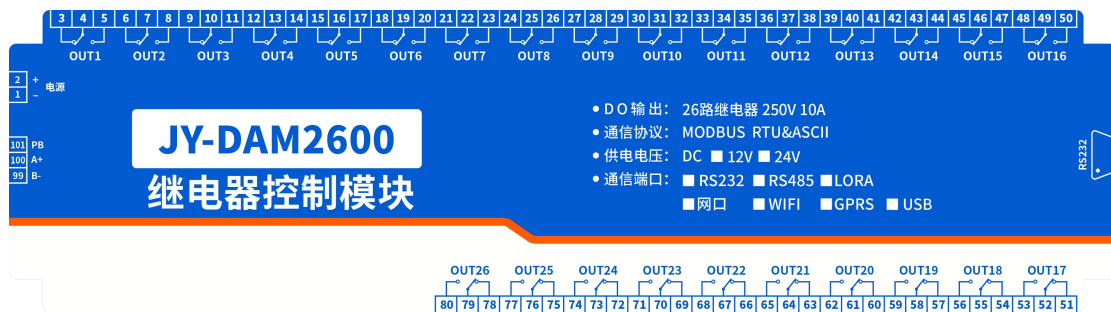 3 4 5 6 7 8 9 10 11 12 13 14 15 16 17 18 19 20 21 22 23 24 25 26 27 28 29 30 31 32 33 34 35 36 37 38 39 40 41 42 43 44 45 46 47 48 49 50
OUT1 OUT2 OUT3 OUT4 OUT5 OUT6 OUT7 OUT8 OUT9 OUT10 OUT11 OUT12 OUT13 OUT14 OUT15 OUT16
2 +
电源
1 -
101 PB
100 A+
99 B-
JY-DAM2600
继电器控制模块
●DO输出: 26路继电器 250V 10A
●通信协议: MODBUS RTU&ASCII
●供电电压: DC ■12V ■24V
●通信端口: ■RS232 ■RS485 ■LORA
■网口 ■WIFI ■GPRS ■USB
RS232
OUT26 OUT25 OUT24 OUT23 OUT22 OUT21 OUT20 OUT19 OUT18 OUT17
80 79 78 77 76 75 74 73 72 71 70 69 68 67 66 65 64 63 62 61 60 59 58 57 56 55 54 53 52 51